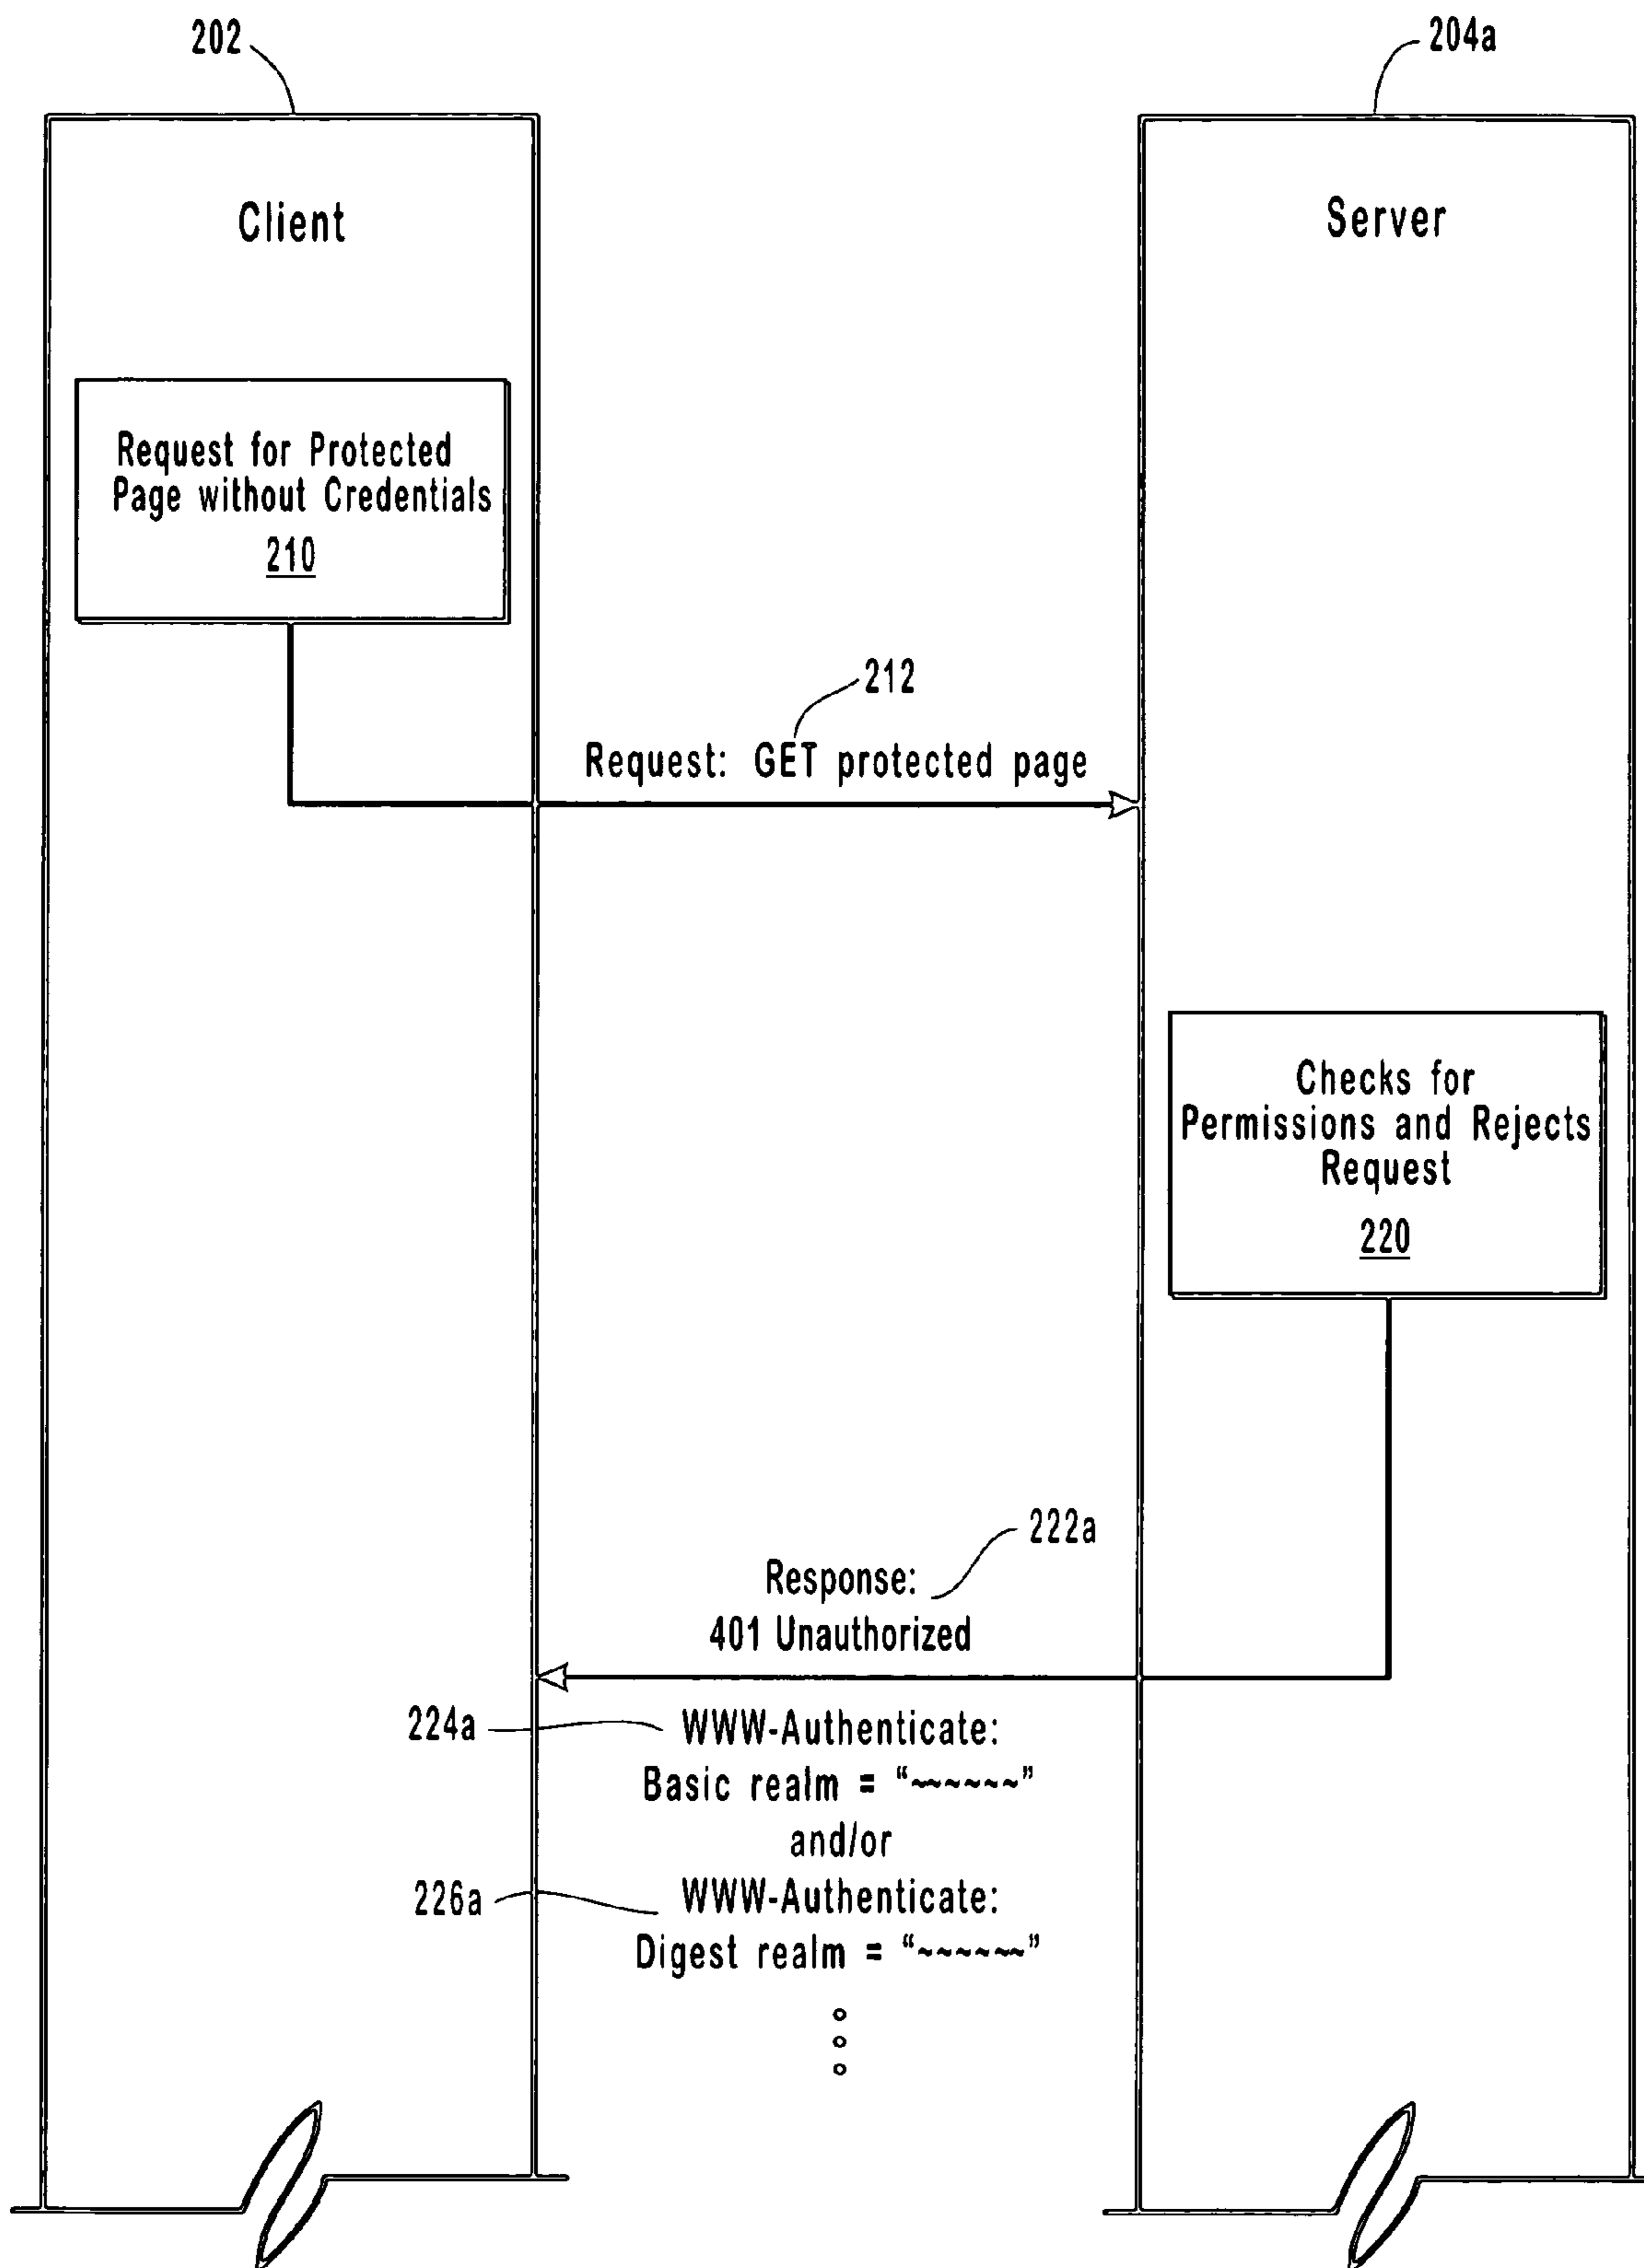 202
204a
Client
Server
Request for Protected
Page without Credentials
210
212
Request: GET protected page
Checks for
Permissions and Rejects
Request
220
222a
Response:
401 Unauthorized
224a
WWW-Authenticate:
Basic realm = “~~~~~~”
and/or
226a
WWW-Authenticate:
Digest realm = “~~~~~~”